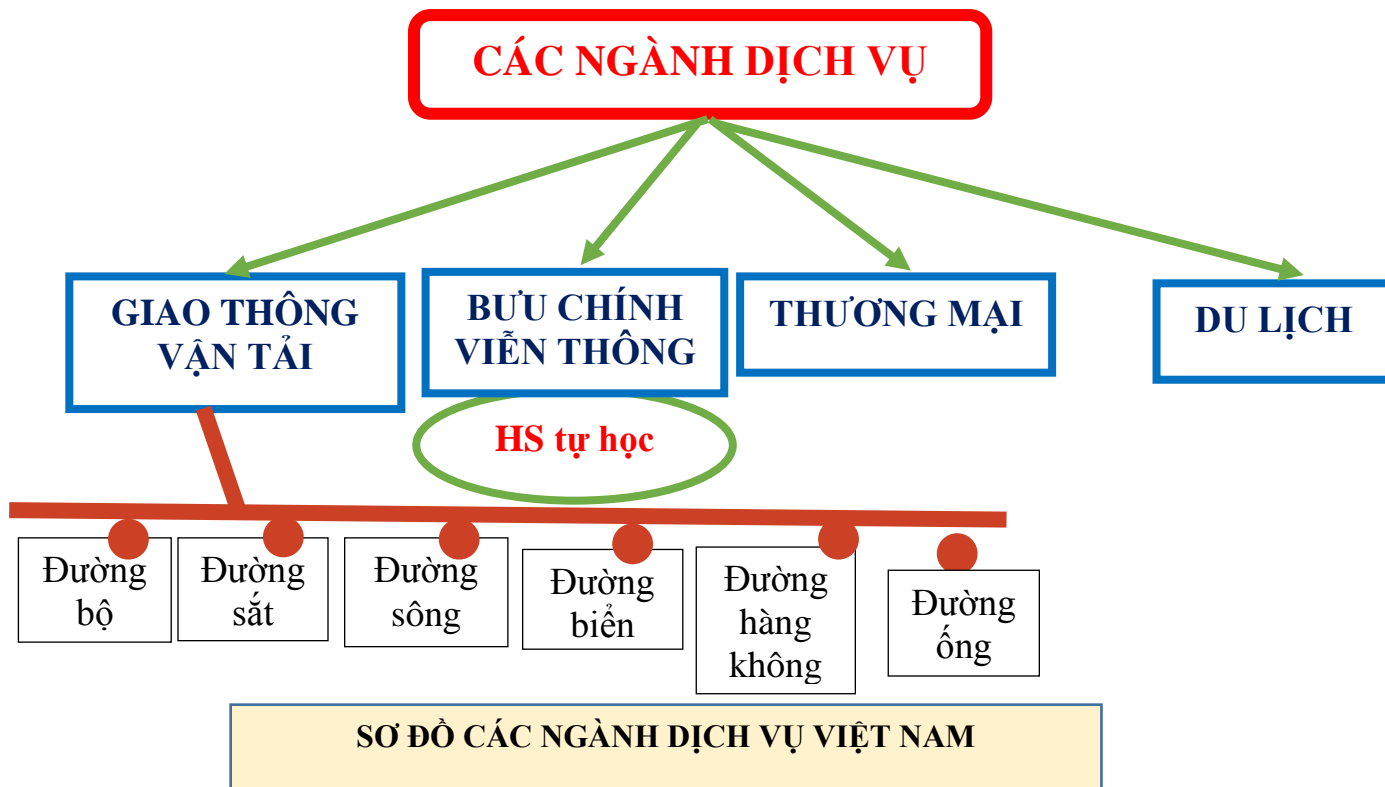 CÁC NGÀNH DỊCH VỤ
GIAO THÔNG
VẬN TẢI
BƯU CHÍNH
VIỄN THÔNG
THƯƠNG MẠI
DU LỊCH
HS tự học
Đường
bộ
Đường
sắt
Đường
sông
Đường
biển
Đường
hàng
không
Đường
ống
SƠ ĐỒ CÁC NGÀNH DỊCH VỤ VIỆT NAM